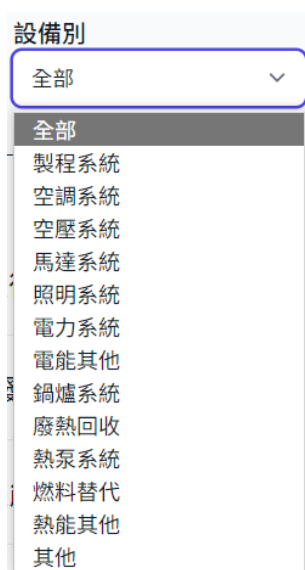 設備別
全部
全部
製程系統
空調系統
空壓系統
馬達系統
照明系統
電力系統
電能其他
鍋爐系統
廢熱回收
熱泵系統
燃料替代
熱能其他
其他